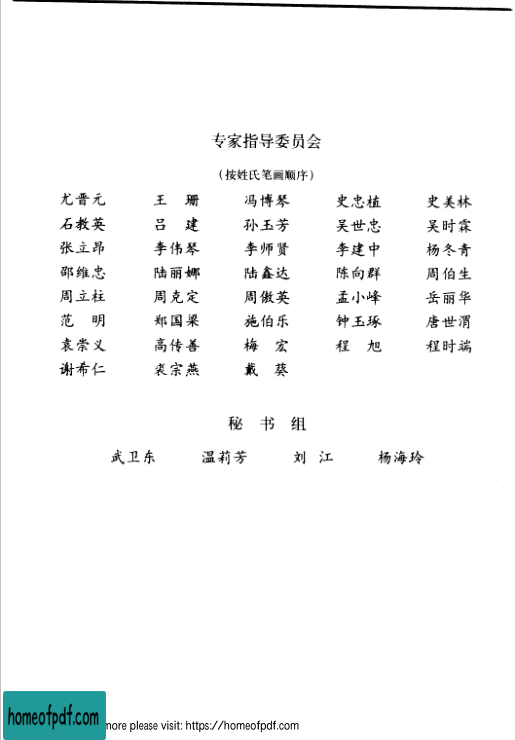 专家指导委员会
(按姓氏笔画顺序)
尤晋元 王 珊 冯博琴 史忠植 史美林
石教英 吕 建 孙玉芳 吴世忠 吴时霖
张立昂 李伟琴 李师贤 李建中 杨冬青
邵维忠 陆丽娜 陆鑫达 陈向群 周伯生
周立柱 周克定 周傲英 孟小峰 岳丽华
范 明 郑国梁 施伯乐 钟玉琢 唐世渭
袁崇义 高传善 梅 宏 程 旭 程时端
谢希仁 裘宗燕 戴 葵
秘 书 组
武卫东 温莉芳 刘 江 杨海玲
homeofpdf.com
more please visit: https://homeofpdf.com